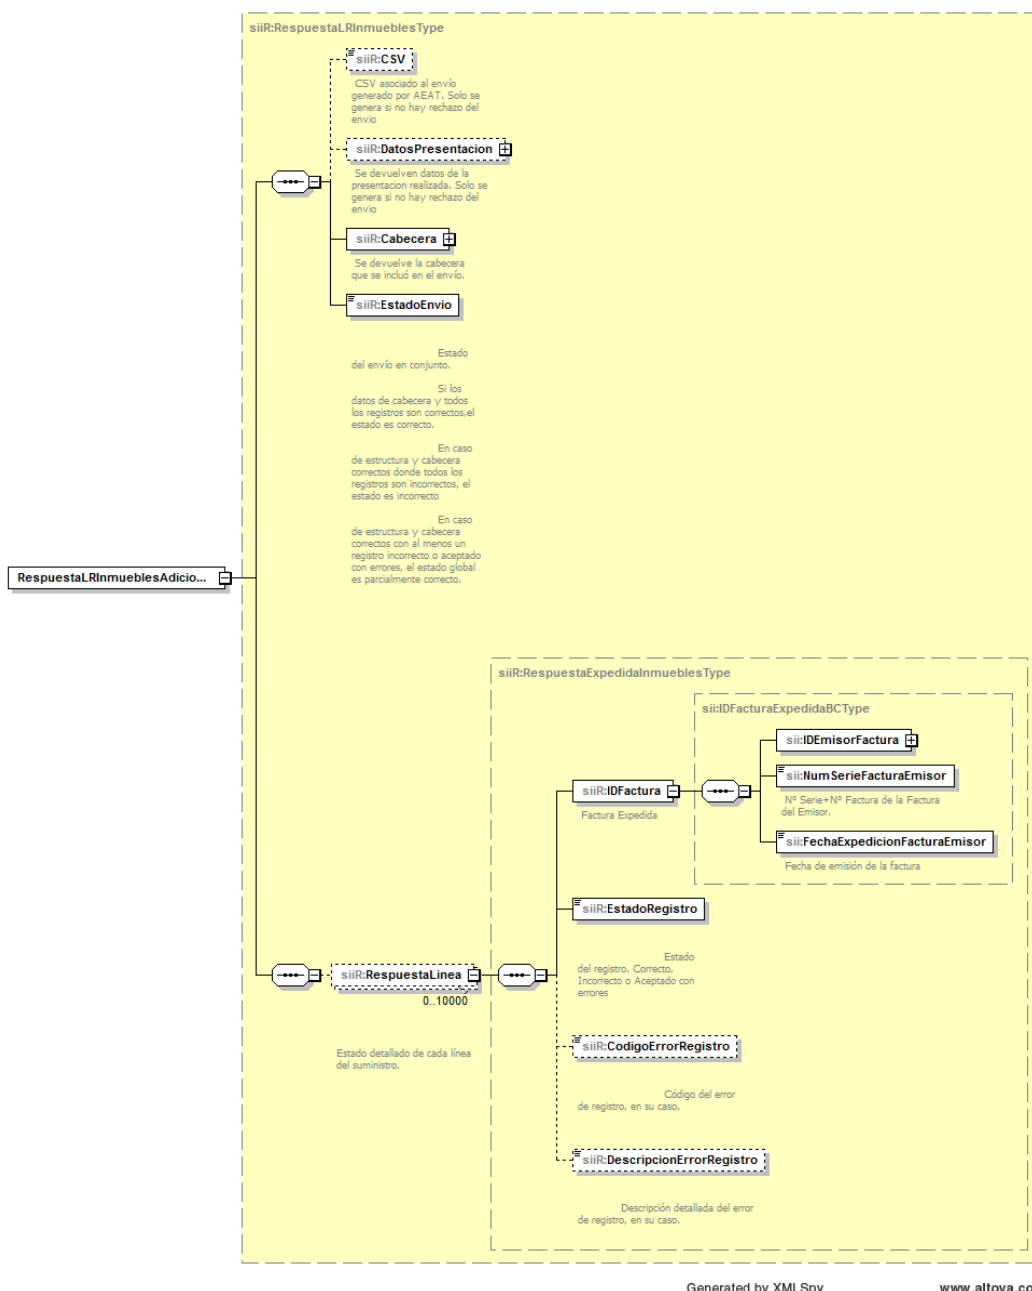 siiR:RespuestaLRInmueblesType
siiR:CSV
CSV asociado al envío
generado por AEAT. Solo se
genera si no hay rechazo del
envio
siiR:DatosPresentacion
Se devuelven datos de la
presentacion realizada. Solo se
genera si no hay rechazo del
envio
siiR:Cabecera
Se devuelve la cabecera
que se incluó en el envío.
siiR:EstadoEnvio
Estado
del envío en conjunto.
Si los
datos de cabecera y todos
los registros son correctos,el
estado es correcto.
En caso
de estructura y cabecera
correctos donde todos los
registros son incorrectos, el
estado es incorrecto
En caso
de estructura y cabecera
correctos con al menos un
registro incorrecto o aceptado
con errores, el estado global
es parcialmente correcto.
RespuestaLRInmueblesAdicio...
siiR:RespuestaExpedidaInmueblesType
sii:IDFacturaExpedidaBCType
sii:IDEmisorFactura
sii:NumSerieFacturaEmisor
Nº Serie+Nº Factura de la Factura
del Emisor.
siiR:IDFactura
Factura Expedida
sii:FechaExpedicionFacturaEmisor
Fecha de emisión de la factura
siiR:EstadoRegistro
Estado
del registro. Correcto,
Incorrecto o Aceptado con
errores
siiR:RespuestaLinea
0..10000
Estado detallado de cada línea
del suministro.
siiR:CodigoErrorRegistro
Código del error
de registro, en su caso.
siiR:DescripcionErrorRegistro
Descripción detallada del error
de registro, en su caso.
Generated by XMLSpy
www.altova.co